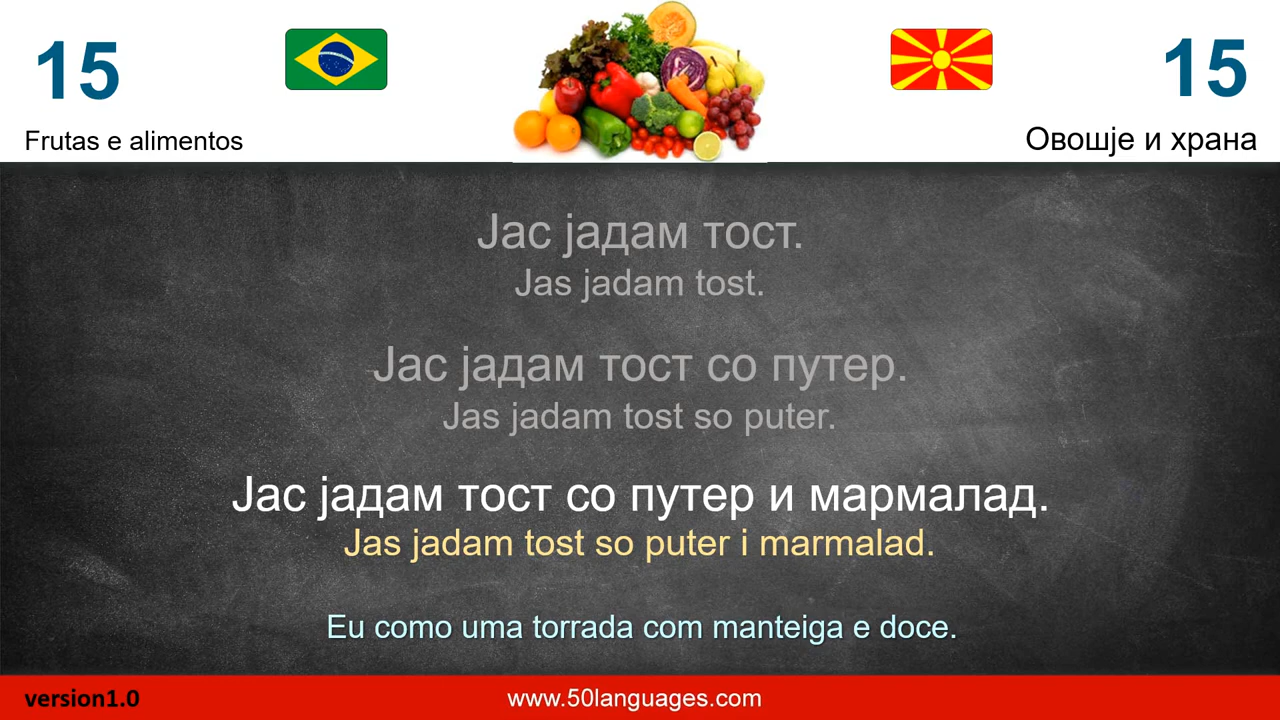 15
15
Frutas e alimentos
Овошје и храна
Јас јадам тост.
Jas jadam tost.
Јас јадам тост со путер.
Jas jadam tost so puter.
Јас јадам тост со путер и мармалад.
Jas jadam tost so puter i marmalad.
Eu como uma torrada com manteiga e doce.
version1.0
www.50languages.com